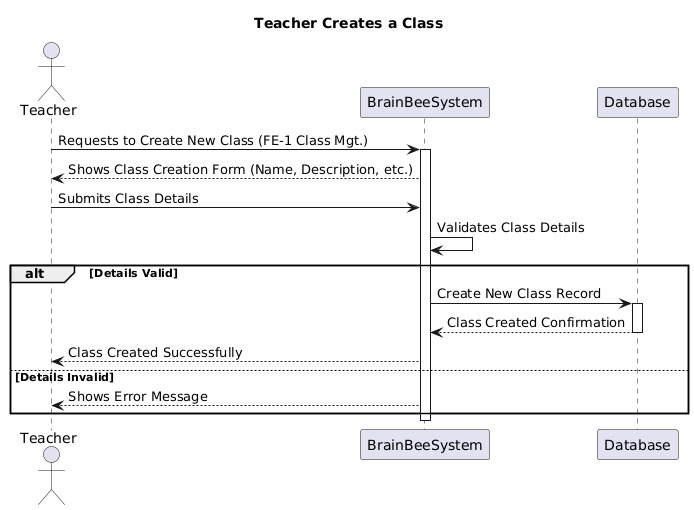 Teacher Creates a Class
Teacher
BrainBeeSystem
Database
Requests to Create New Class (FE-1 Class Mgt.)
Shows Class Creation Form (Name, Description, etc.)
Submits Class Details
Validates Class Details
alt [Details Valid]
Create New Class Record
Class Created Confirmation
Class Created Successfully
[Details Invalid]
Shows Error Message
Teacher
BrainBeeSystem
Database